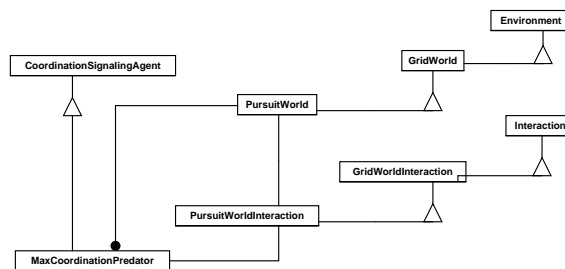 Environment
CoordinationSignalingAgent
GridWorld
PursuitWorld
Interaction
GridWorldInteraction
PursuitWorldInteraction
MaxCoordinationPredator